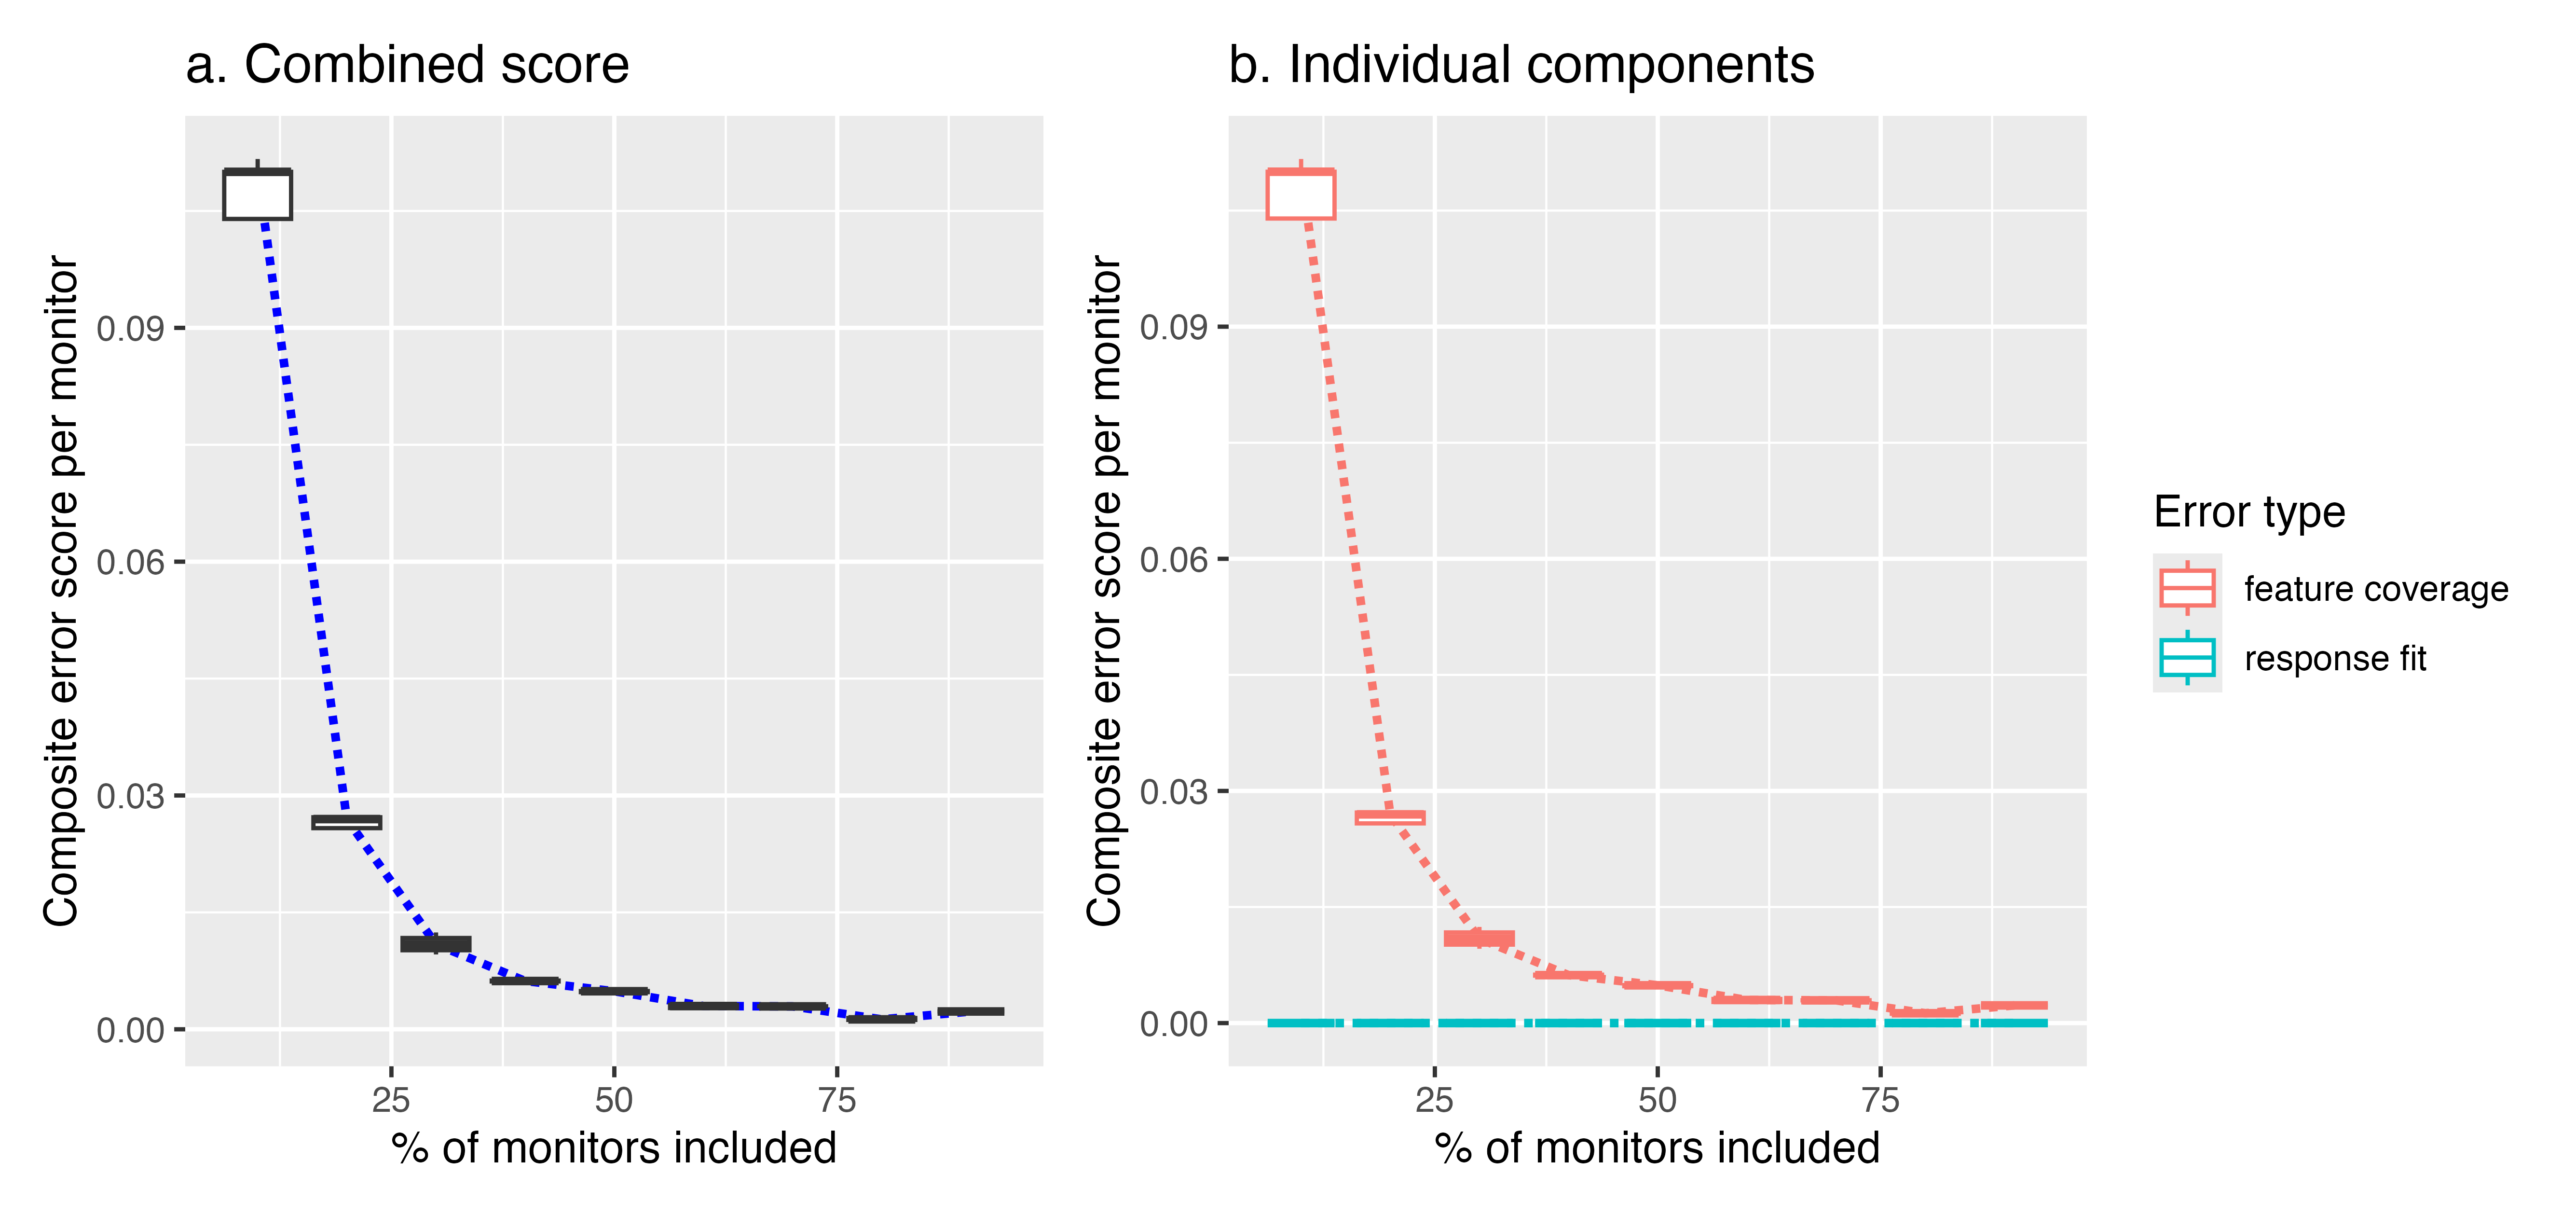 a. Combined score
Composite error score per monitor
0.09
0.06
0.03
0.00
25
50
75
% of monitors included
b. Individual components
Composite error score per monitor
0.09
0.06
0.03
0.00
25
50
75
% of monitors included
Error type
feature coverage
response fit